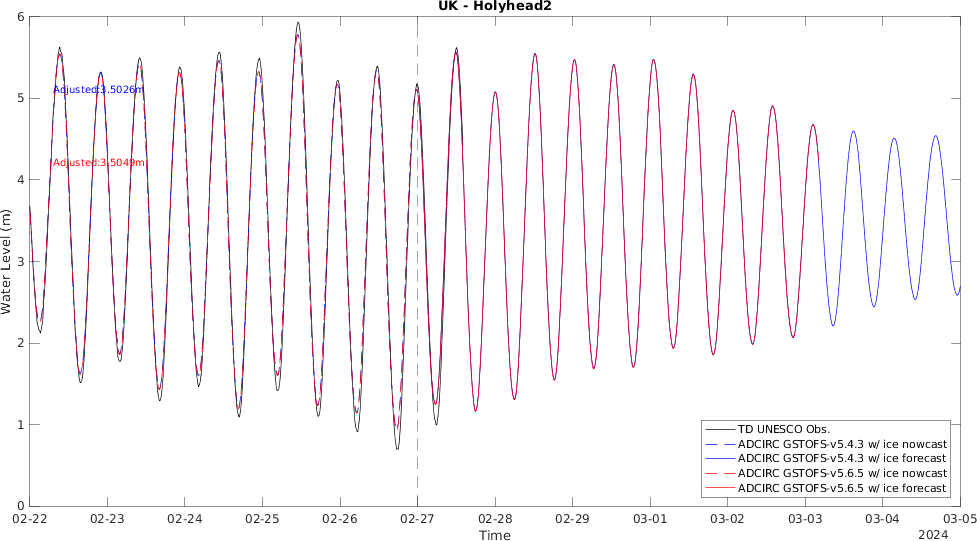 UK - Holyhead2
6
5
4
3
2
1
0
Water Level (m)
Adjusted:3.5026m
Adjusted:3.5049m
TD UNESCO Obs.
ADCIRC GSTOFS-v5.4.3 w/ ice nowcast
ADCIRC GSTOFS-v5.4.3 w/ ice forecast
ADCIRC GSTOFS-v5.6.5 w/ ice nowcast
ADCIRC GSTOFS-v5.6.5 w/ ice forecast
02-22 02-23 02-24 02-25 02-26 02-27 02-28 02-29 03-01 03-02 03-03 03-04 03-05
Time
2024